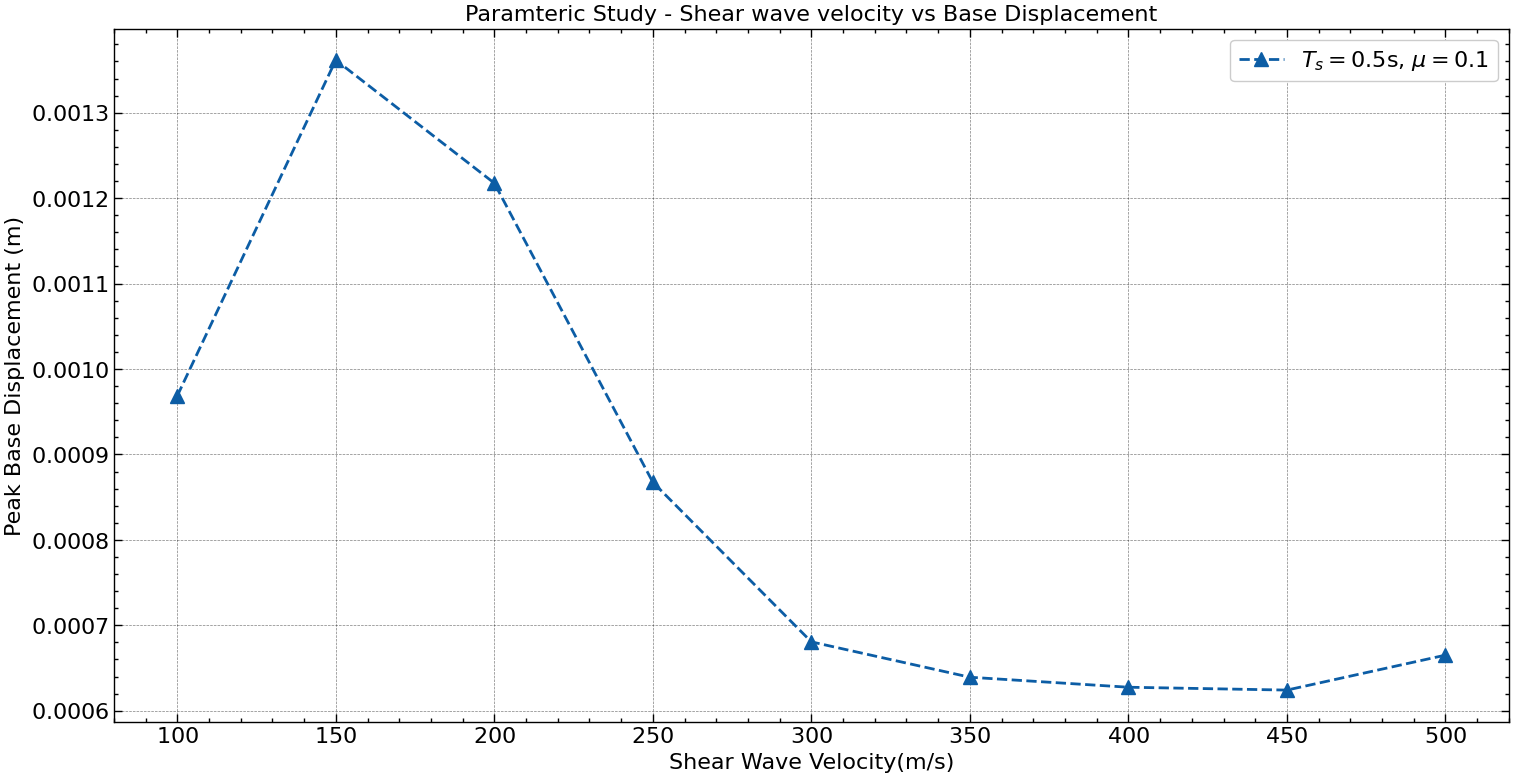 Paramteric Study - Shear wave velocity vs Base Displacement
T_s = 0.5s, μ = 0.1
Peak Base Displacement (m)
0.0013
0.0012
0.0011
0.0010
0.0009
0.0008
0.0007
0.0006
100 150 200 250 300 350 400 450 500
Shear Wave Velocity(m/s)